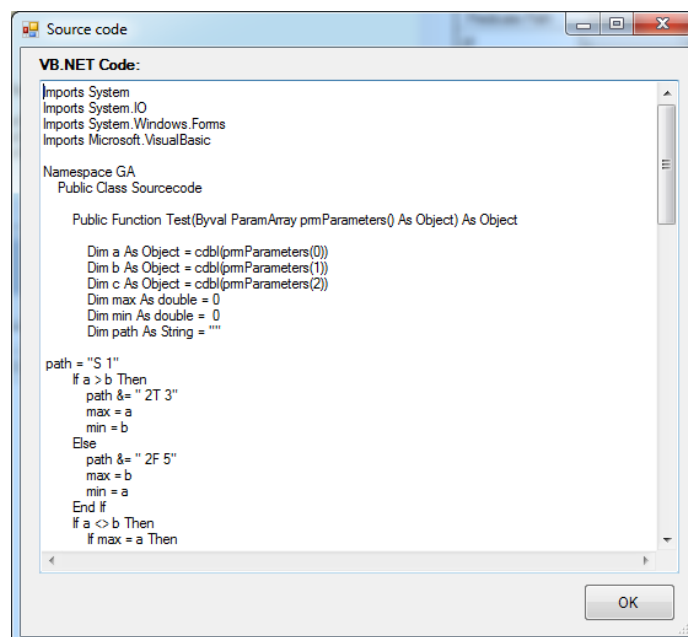 Source code
VB.NET Code:
Imports System
Imports System.IO
Imports System.Windows.Forms
Imports Microsoft.VisualBasic
Namespace GA
Public Class Sourcecode
Public Function Test(Byval ParamArray prmParameters() As Object) As Object
Dim a As Object = cdbl(prmParameters(0))
Dim b As Object = cdbl(prmParameters(1))
Dim c As Object = cdbl(prmParameters(2))
Dim max As double = 0
Dim min As double = 0
Dim path As String = ""
path = "S 1"
If a > b Then
path &= " 2T 3"
max = a
min = b
Else
path &= " 2F 5"
max = b
min = a
End If
If a <> b Then
If max = a Then
OK